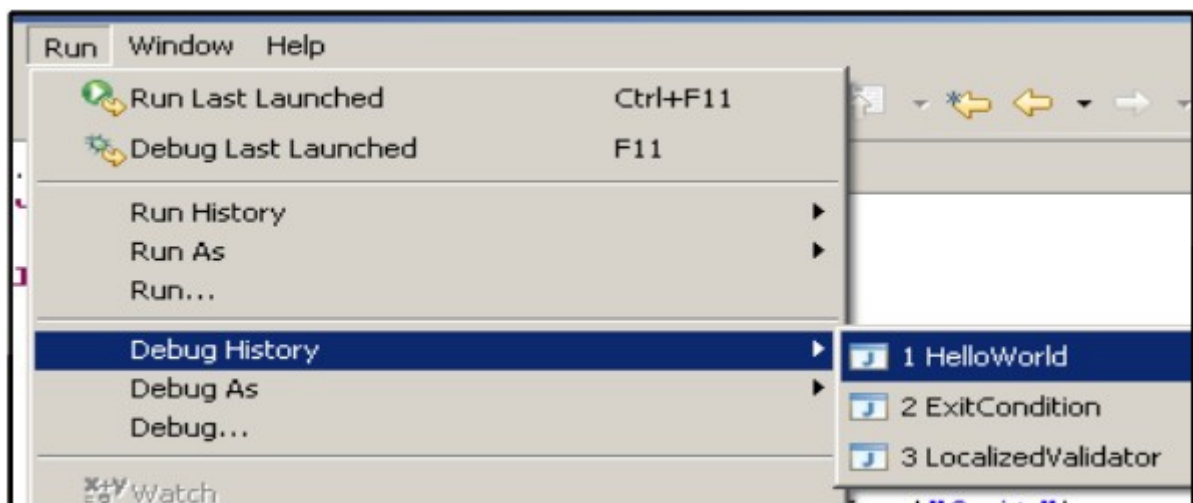 Run Window Help
Run Last Launched Ctrl+F11
Debug Last Launched F11
Run History
Run As
Run...
Debug History
1 HelloWorld
Debug As
2 ExitCondition
Debug...
3 LocalizedValidator
Watch